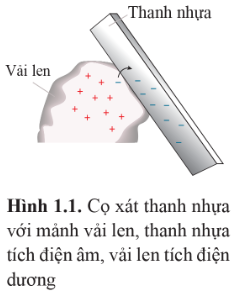 Thanh nhựa
Vải len
Hình 1.1. Cọ xát thanh nhựa
với mảnh vải len, thanh nhựa
tích điện âm, vải len tích điện
dương